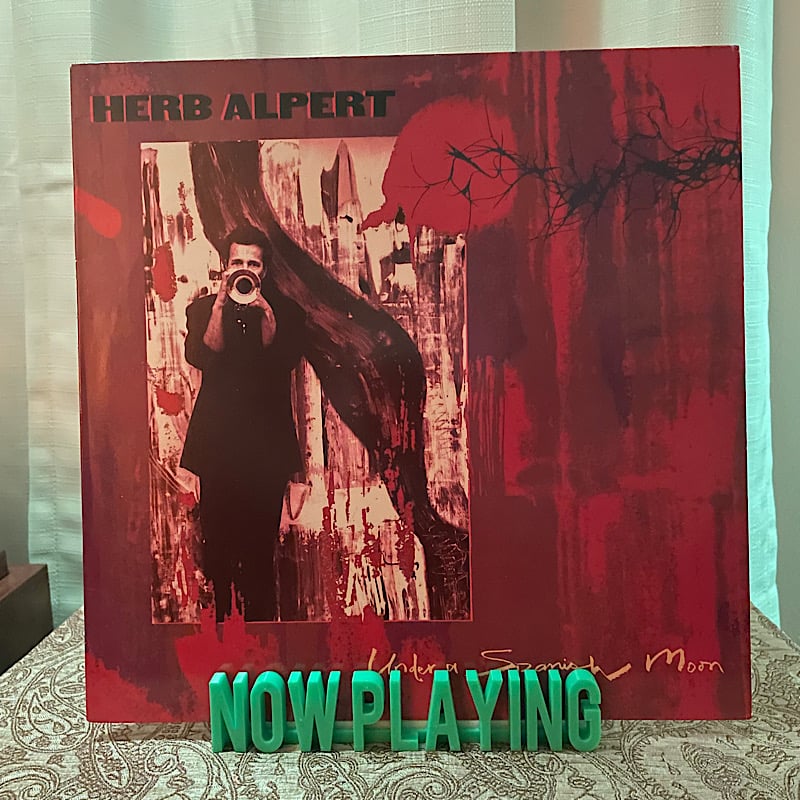 HERB ALPERT
Under a Spanish Moon
NOW PLAYING